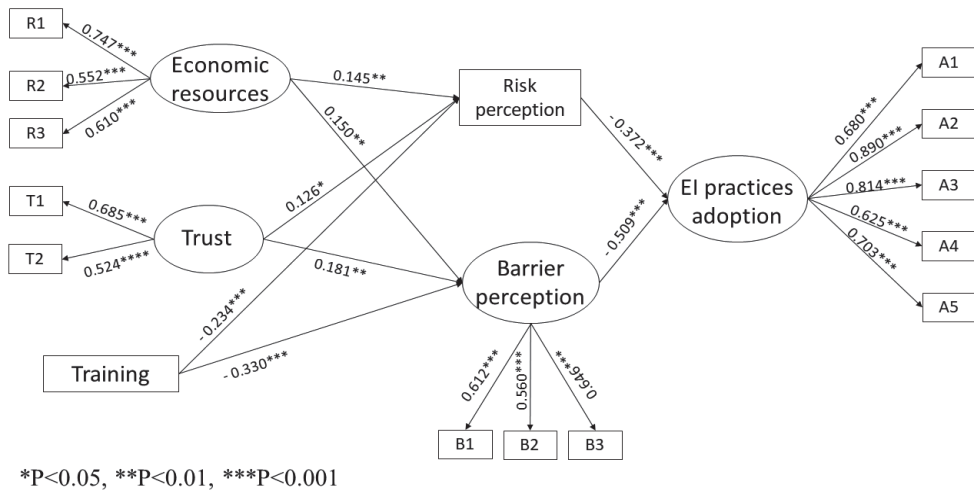 R1
R2
R3
0.747***
0.552***
0.610***
Economic
resources
T1
T2
0.685***
0.524****
Trust
Training
0.145**
0.150**
0.126*
0.181**
- 0.234***
- 0.330***
Risk
perception
Barrier
perception
0.612***
0.560***
0.646***
B1
B2
B3
- 0.372***
- 0.509***
EI practices
adoption
0.680***
0.890***
0.814***
0.625***
0.703***
A1
A2
A3
A4
A5
*P<0.05, **P<0.01, ***P<0.001